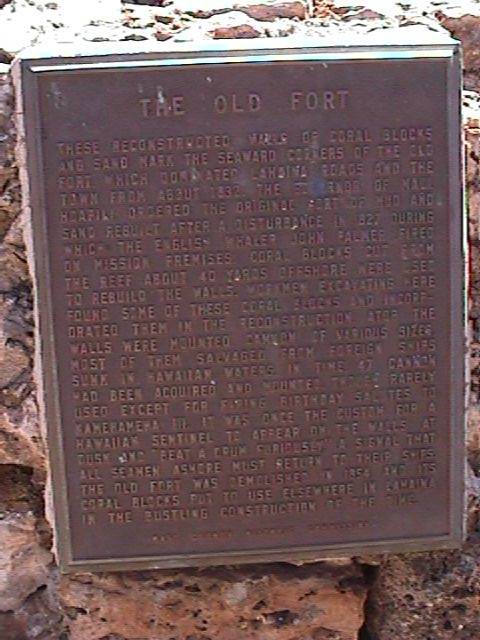 THE OLD FORT
THESE RECONSTRUCTED WALLS OF CORAL BLOCKS
AND SAND MARK THE SEAWARD CORNERS OF THE OLD
FORT WHICH DOMINATED LAHAINA ROADS AND THE
TOWN FROM ABOUT 1832. THE GOVERNOR OF MAUI,
HOAPILI, ORDERED THE ORIGINAL FORT OF MUD AND
SAND REBUILT AFTER A DISTURBANCE IN 1827 DURING
WHICH THE ENGLISH WHALER JOHN PALMER FIRED
ON MISSION PREMISES. CORAL BLOCKS CUT FROM
THE REEF ABOUT 40 YARDS OFFSHORE WERE USED
TO REBUILD THE WALLS. WORKMEN EXCAVATING HERE
FOUND SOME OF THESE CORAL BLOCKS AND INCORP-
ORATED THEM IN THE RECONSTRUCTION. ATOP THE
WALLS WERE MOUNTED CANNON OF VARIOUS SIZES,
MOST OF THEM SALVAGED FROM FOREIGN SHIPS
SUNK IN HAWAIIAN WATERS. IN TIME 47 CANNON
HAD BEEN ACQUIRED AND MOUNTED, THOUGH RARELY
USED EXCEPT FOR FIRING BIRTHDAY SALUTES TO
KAMEHAMEHA III. IT WAS ONCE THE CUSTOM FOR A
HAWAIIAN SENTINEL TO APPEAR ON THE WALLS AT
DUSK AND "BEAT A DRUM FURIOUSLY," A SIGNAL THAT
ALL SEAMEN ASHORE MUST RETURN TO THEIR SHIPS.
THE OLD FORT WAS DEMOLISHED IN 1854 AND ITS
CORAL BLOCKS PUT TO USE ELSEWHERE IN LAHAINA
IN THE BUSTLING CONSTRUCTION OF THE TIME.
MAUI COUNTY HISTORIC COMMISSION